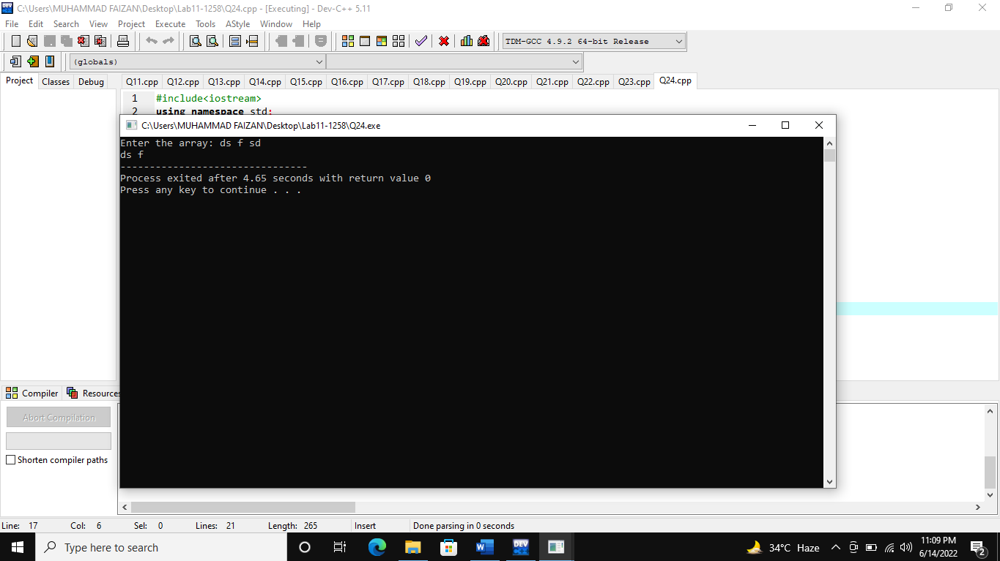 C:\Users\MUHAMMAD FAIZAN\Desktop\Lab11-1258\Q24.cpp - [Executing] - Dev-C++ 5.11
File Edit Search View Project Execute Tools AStyle Window Help
TDM-GCC 4.9.2 64-bit Release
(globals)
Project Classes Debug Q11.cpp Q12.cpp Q13.cpp Q14.cpp Q15.cpp Q16.cpp Q17.cpp Q18.cpp Q19.cpp Q20.cpp Q21.cpp Q22.cpp Q23.cpp Q24.cpp
1 #include<iostream>
2 using namespace std;
C:\Users\MUHAMMAD FAIZAN\Desktop\Lab11-1258\Q24.exe
Enter the array: ds f sd
ds f
--------------------------------
Process exited after 4.65 seconds with return value 0
Press any key to continue . . .
Compiler Resources
Abort Compilation
Shorten compiler paths
Line: 17 Col: 6 Sel: 0 Lines: 21 Length: 265 Insert Done parsing in 0 seconds
Type here to search
34°C Haze
11:09 PM
6/14/2022
2